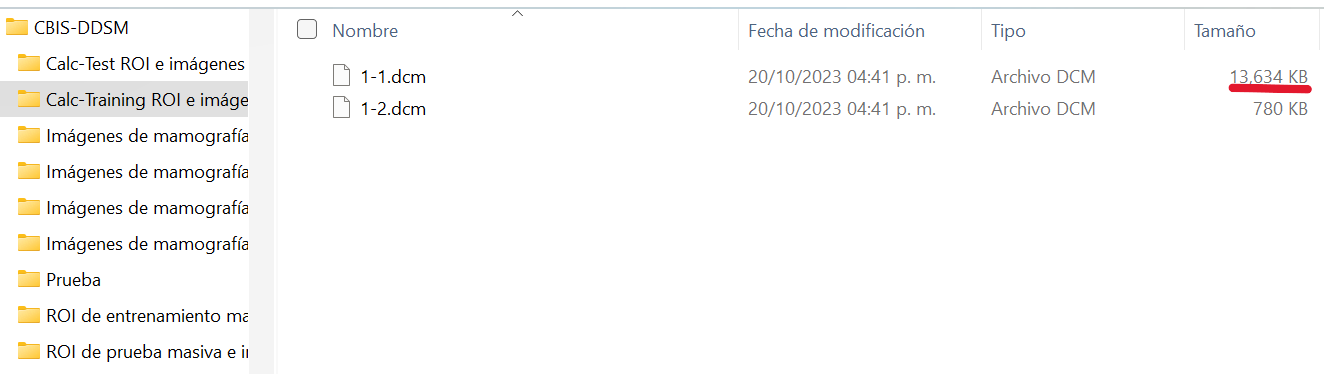 CBIS-DDSM
Calc-Test ROI e imágenes
Calc-Training ROI e imáge
Imágenes de mamografía
Imágenes de mamografía
Imágenes de mamografía
Imágenes de mamografía
Prueba
ROI de entrenamiento ma
ROI de prueba masiva e i
Nombre Fecha de modificación Tipo Tamaño
1-1.dcm 20/10/2023 04:41 p. m. Archivo DCM 13,634 KB
1-2.dcm 20/10/2023 04:41 p. m. Archivo DCM 780 KB